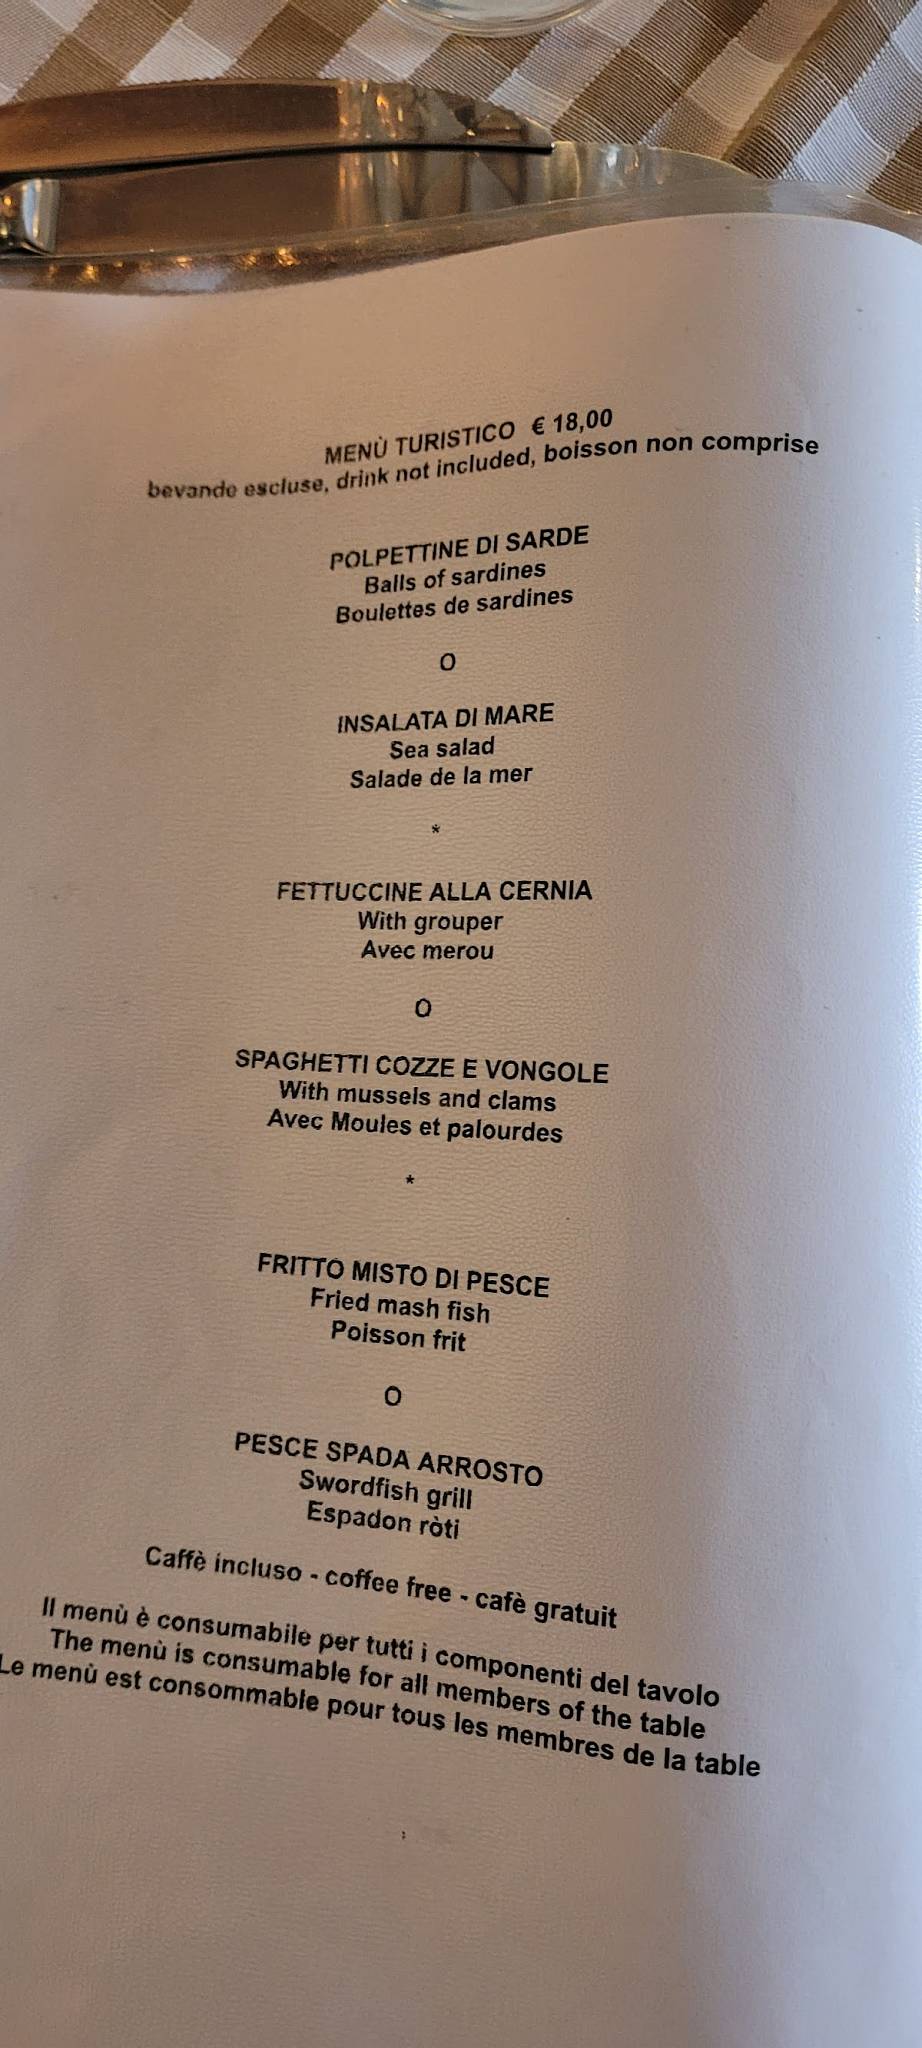 MENÙ TURISTICO € 18,00
bevande escluse, drink not included, boisson non comprise
POLPETTINE DI SARDE
Balls of sardines
Boulettes de sardines
O
INSALATA DI MARE
Sea salad
Salade de la mer
*
FETTUCCINE ALLA CERNIA
With grouper
Avec merou
O
SPAGHETTI COZZE E VONGOLE
With mussels and clams
Avec Moules et palourdes
*
FRITTO MISTO DI PESCE
Fried mash fish
Poisson frit
O
PESCE SPADA ARROSTO
Swordfish grill
Espadon ròti
Caffè incluso - coffee free - cafè gratuit
Il menù è consumabile per tutti i componenti del tavolo
The menù is consumable for all members of the table
Le menù est consommable pour tous les membres de la table